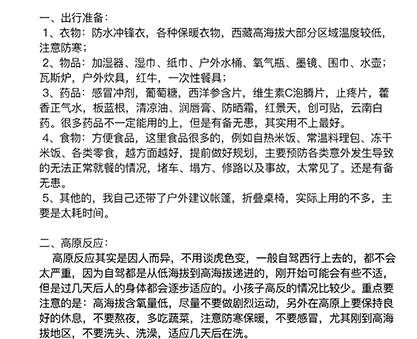 一、出行准备：
1、衣物：防水冲锋衣，各种保暖衣物，西藏高海拔大部分区域温度较低，
注意防寒；
2、物品：加湿器、湿巾、纸巾、户外水桶、氧气瓶、墨镜、围巾、水壶；
瓦斯炉，户外炊具，红牛，一次性餐具；
3、药品：感冒冲剂，葡萄糖，西洋参含片，维生素C泡腾片，止疼片，藿
香正气水，板蓝根，清凉油、润唇膏、防晒霜，红景天，创可贴，云南白
药。很多药品不一定能用的上，但是有备无患，其实用不上最好。
4、食物：方便食品，这里食品很多的，例如自热米饭、常温料理包、冻干
米饭、各类零食，越方面越好，提前做好规划，主要预防各类意外发生导致
的无法正常就餐的情况，堵车、塌方、修路以及事故，太常见了。还是有备
无患。
5、其他的，我自己还带了户外建议帐篷，折叠桌椅，实际上用的不多，主
要是太耗时间。
二、高原反应：
高原反应其实是因人而异，不用谈虎色变，一般自驾西行上去的，都不会
太严重，因为自驾都是从低海拔到高海拔递进的，刚开始可能会有些不适，
但是过几天后人的身体都会逐步适应的。小孩子高反的情况比较少。重点要
注意的是：高海拔含氧量低，尽量不要做剧烈运动，另外在高原上要保持良
好的休息，不要熬夜，多吃蔬菜，注意防寒保暖，不要感冒，尤其刚到高海
拔地区，不要洗头、洗澡，适应几天后在洗。